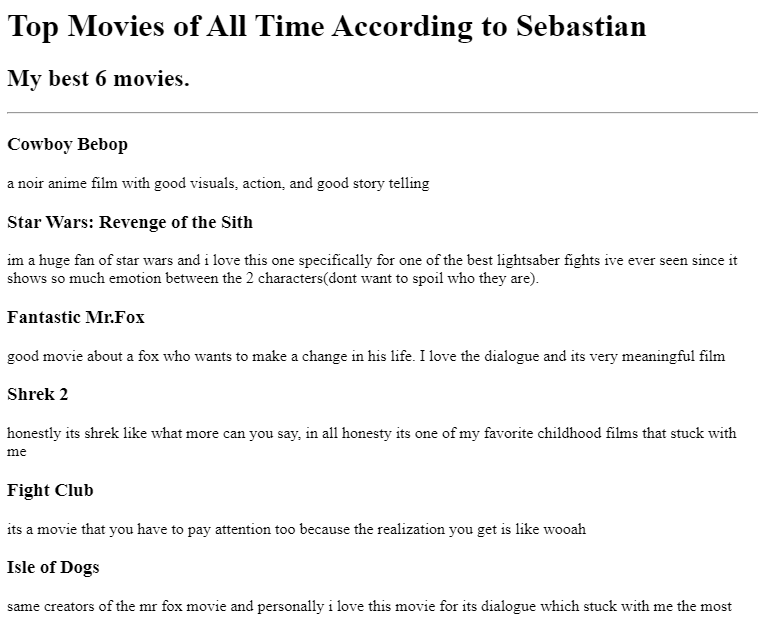 Top Movies of All Time According to Sebastian
My best 6 movies.
Cowboy Bebop
a noir anime film with good visuals, action, and good story telling
Star Wars: Revenge of the Sith
im a huge fan of star wars and i love this one specifically for one of the best lightsaber fights ive ever seen since it
shows so much emotion between the 2 characters(dont want to spoil who they are).
Fantastic Mr.Fox
good movie about a fox who wants to make a change in his life. I love the dialogue and its very meaningful film
Shrek 2
honestly its shrek like what more can you say, in all honesty its one of my favorite childhood films that stuck with
me
Fight Club
its a movie that you have to pay attention too because the realization you get is like wooah
Isle of Dogs
same creators of the mr fox movie and personally i love this movie for its dialogue which stuck with me the most